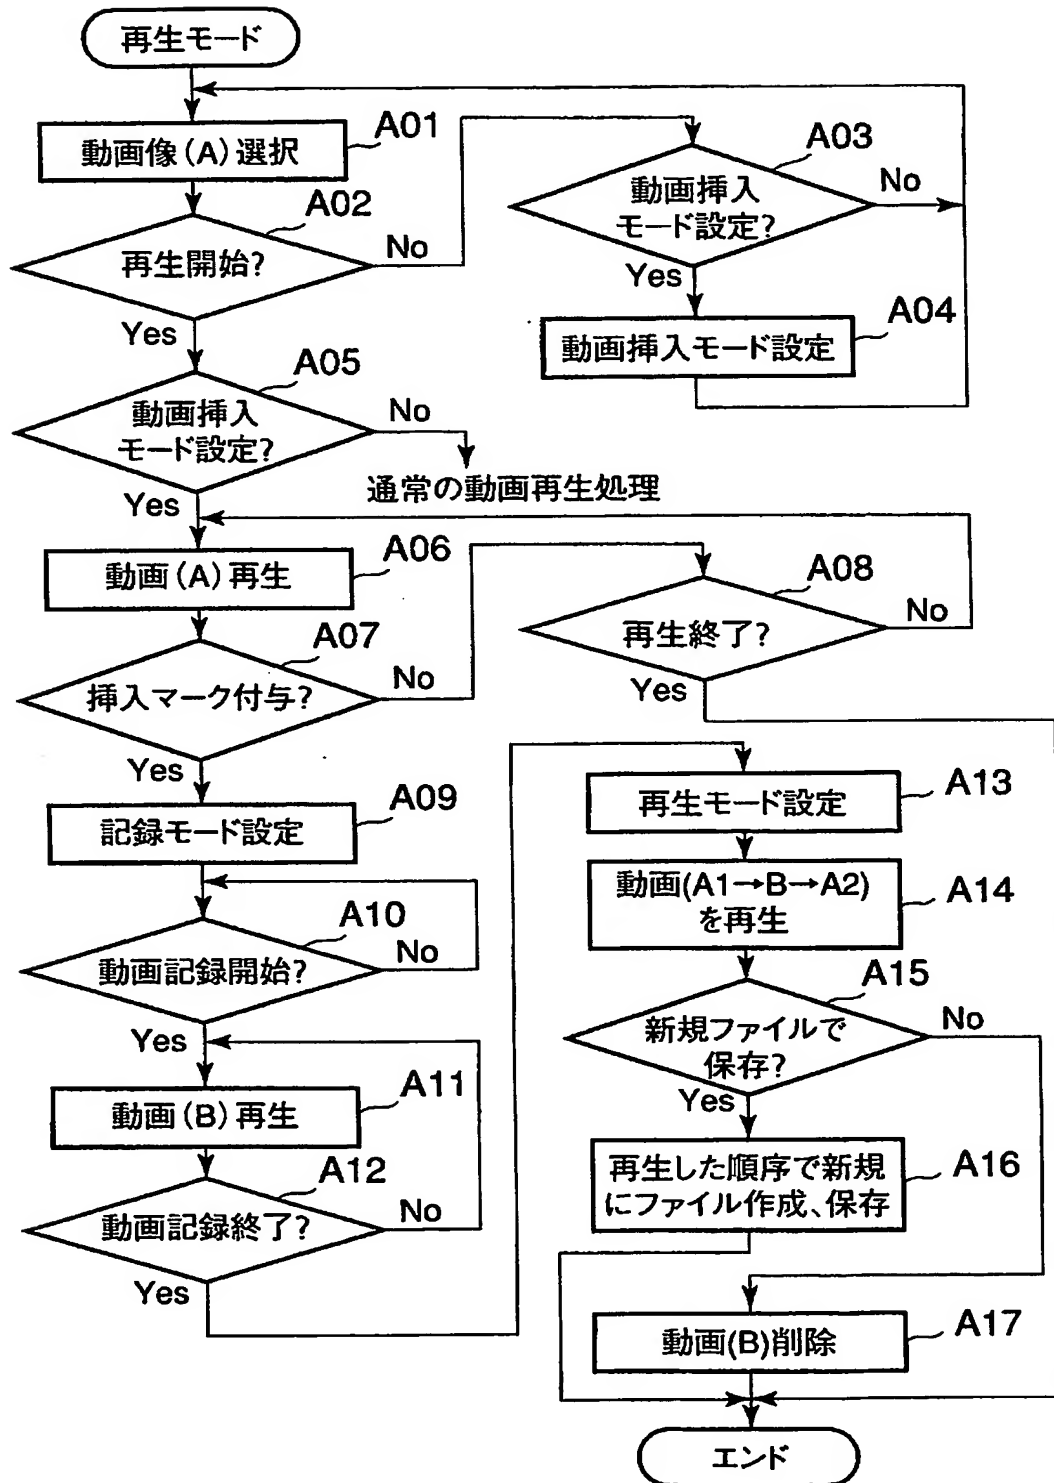 再生モード
動画像(A)選択
A01
再生開始?
A02
No
Yes
動画挿入
モード設定?
A03
No
Yes
動画挿入モード設定
A04
動画挿入
モード設定?
A05
No
通常の動画再生処理
Yes
動画(A)再生
A06
挿入マーク付与?
A07
No
Yes
再生終了?
A08
No
Yes
記録モード設定
A09
動画記録開始?
A10
No
Yes
動画(B)再生
A11
動画記録終了?
A12
No
Yes
再生モード設定
A13
動画(A1→B→A2)
を再生
A14
新規ファイルで
保存?
A15
No
Yes
再生した順序で新規
にファイル作成、保存
A16
動画(B)削除
A17
エンド